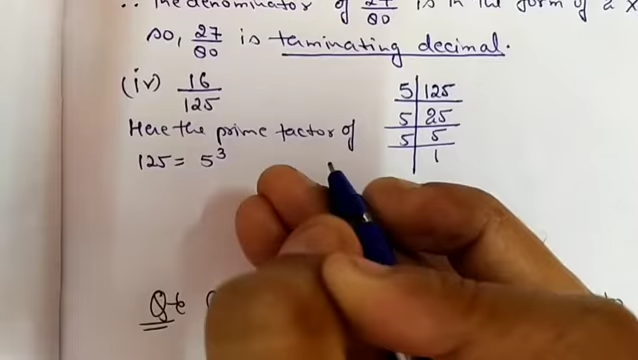 ∴ The denominator of 27/80 is in the form of 2 x
so, 27/80 is terminating decimal.
(iv) 16/125
5 | 125
5 | 25
5 | 5
1
Here the prime factor of
125 = 5³